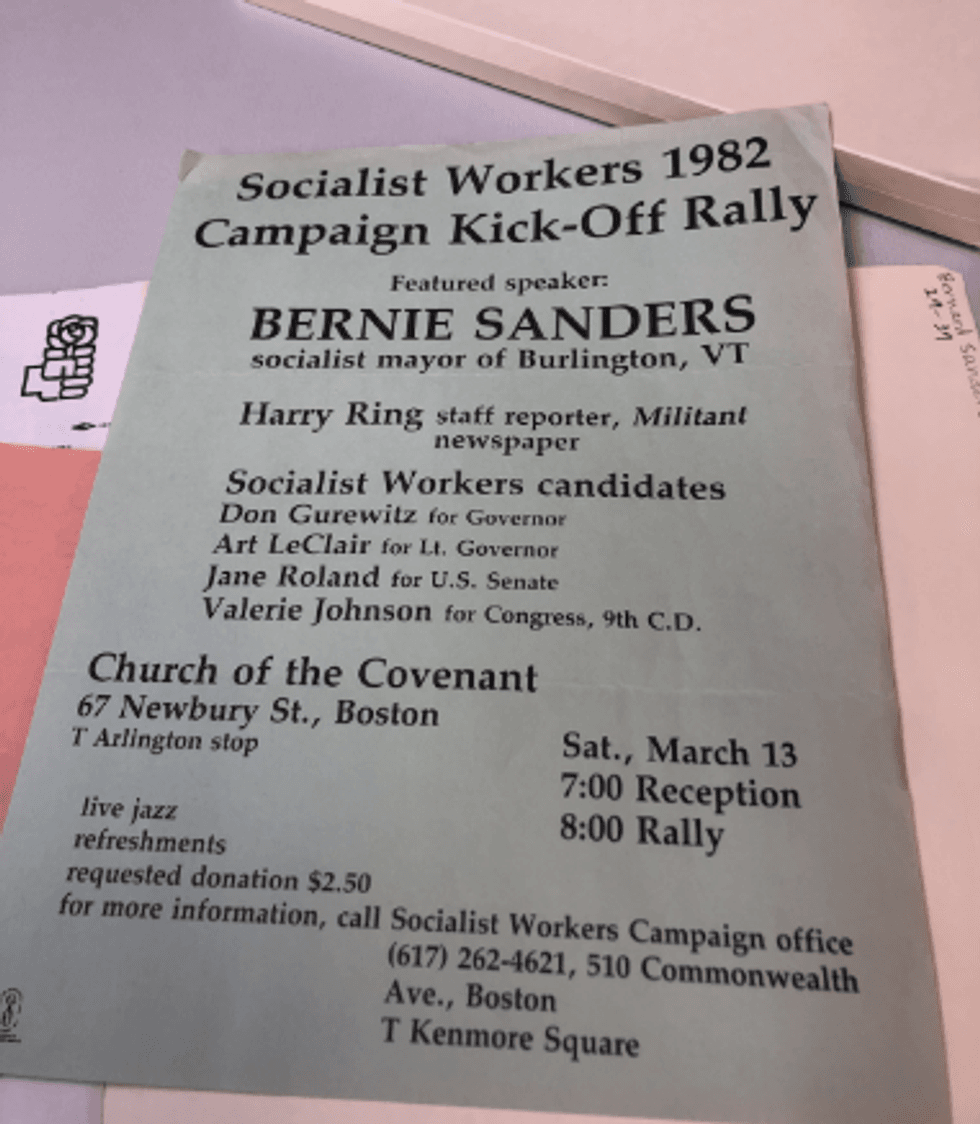 Socialist Workers 1982
Campaign Kick-Off Rally
Featured speaker:
BERNIE SANDERS
socialist mayor of Burlington, VT
Harry Ring staff reporter, Militant
newspaper
Socialist Workers candidates
Don Gurewitz for Governor
Art LeClair for Lt. Governor
Jane Roland for U.S. Senate
Valerie Johnson for Congress, 9th C.D.
Church of the Covenant
67 Newbury St., Boston
T Arlington stop
Sat., March 13
7:00 Reception
8:00 Rally
live jazz
refreshments
requested donation $2.50
for more information, call Socialist Workers Campaign office
(617) 262-4621, 510 Commonwealth
Ave., Boston
T Kenmore Square